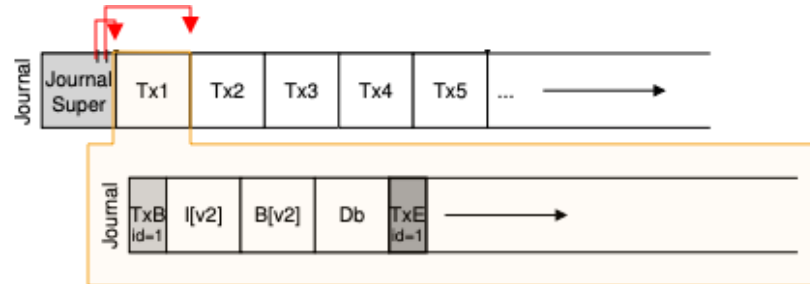 Journal
Journal
Super
Tx1
Tx2
Tx3
Tx4
Tx5
...
Journal
TxB
id=1
I[v2]
B[v2]
Db
TxE
id=1